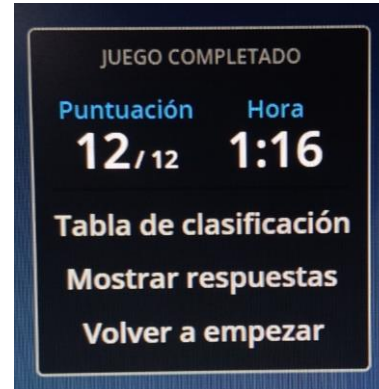 JUEGO COMPLETADO
Puntuación Hora
12/12 1:16
Tabla de clasificación
Mostrar respuestas
Volver a empezar